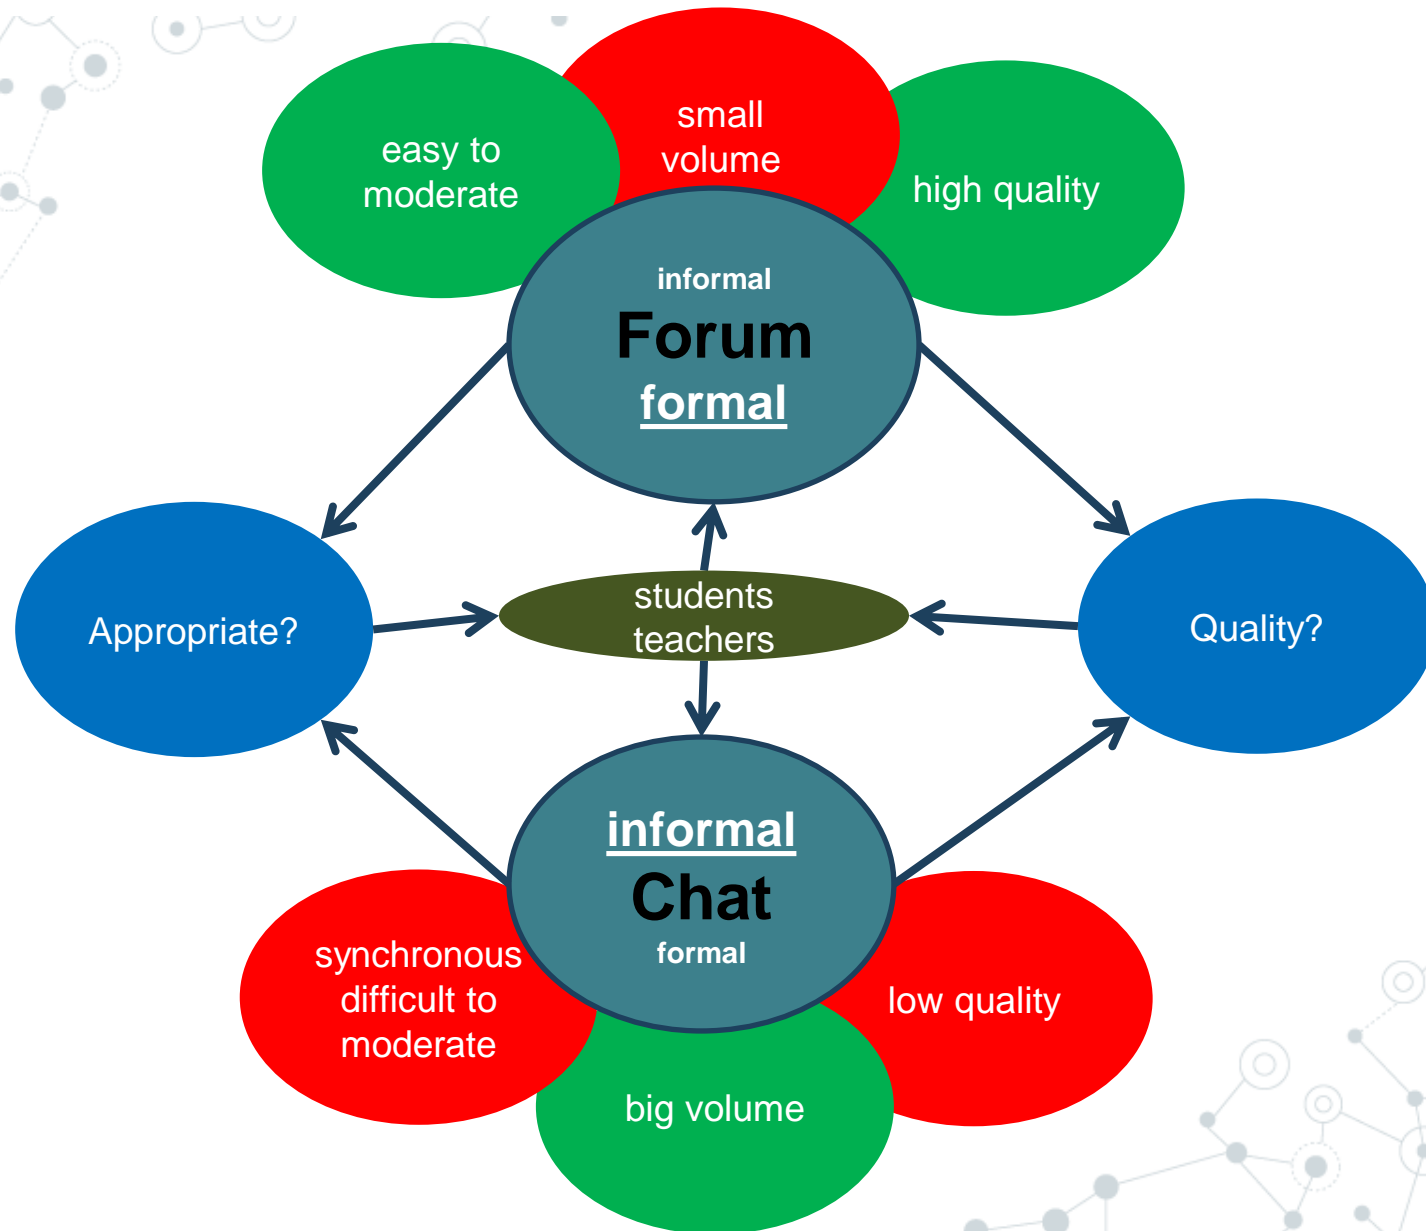 small
volume
easy to
moderate
high quality
informal
Forum
formal
students
teachers
Appropriate?
Quality?
informal
Chat
formal
synchronous
difficult to
moderate
low quality
big volume